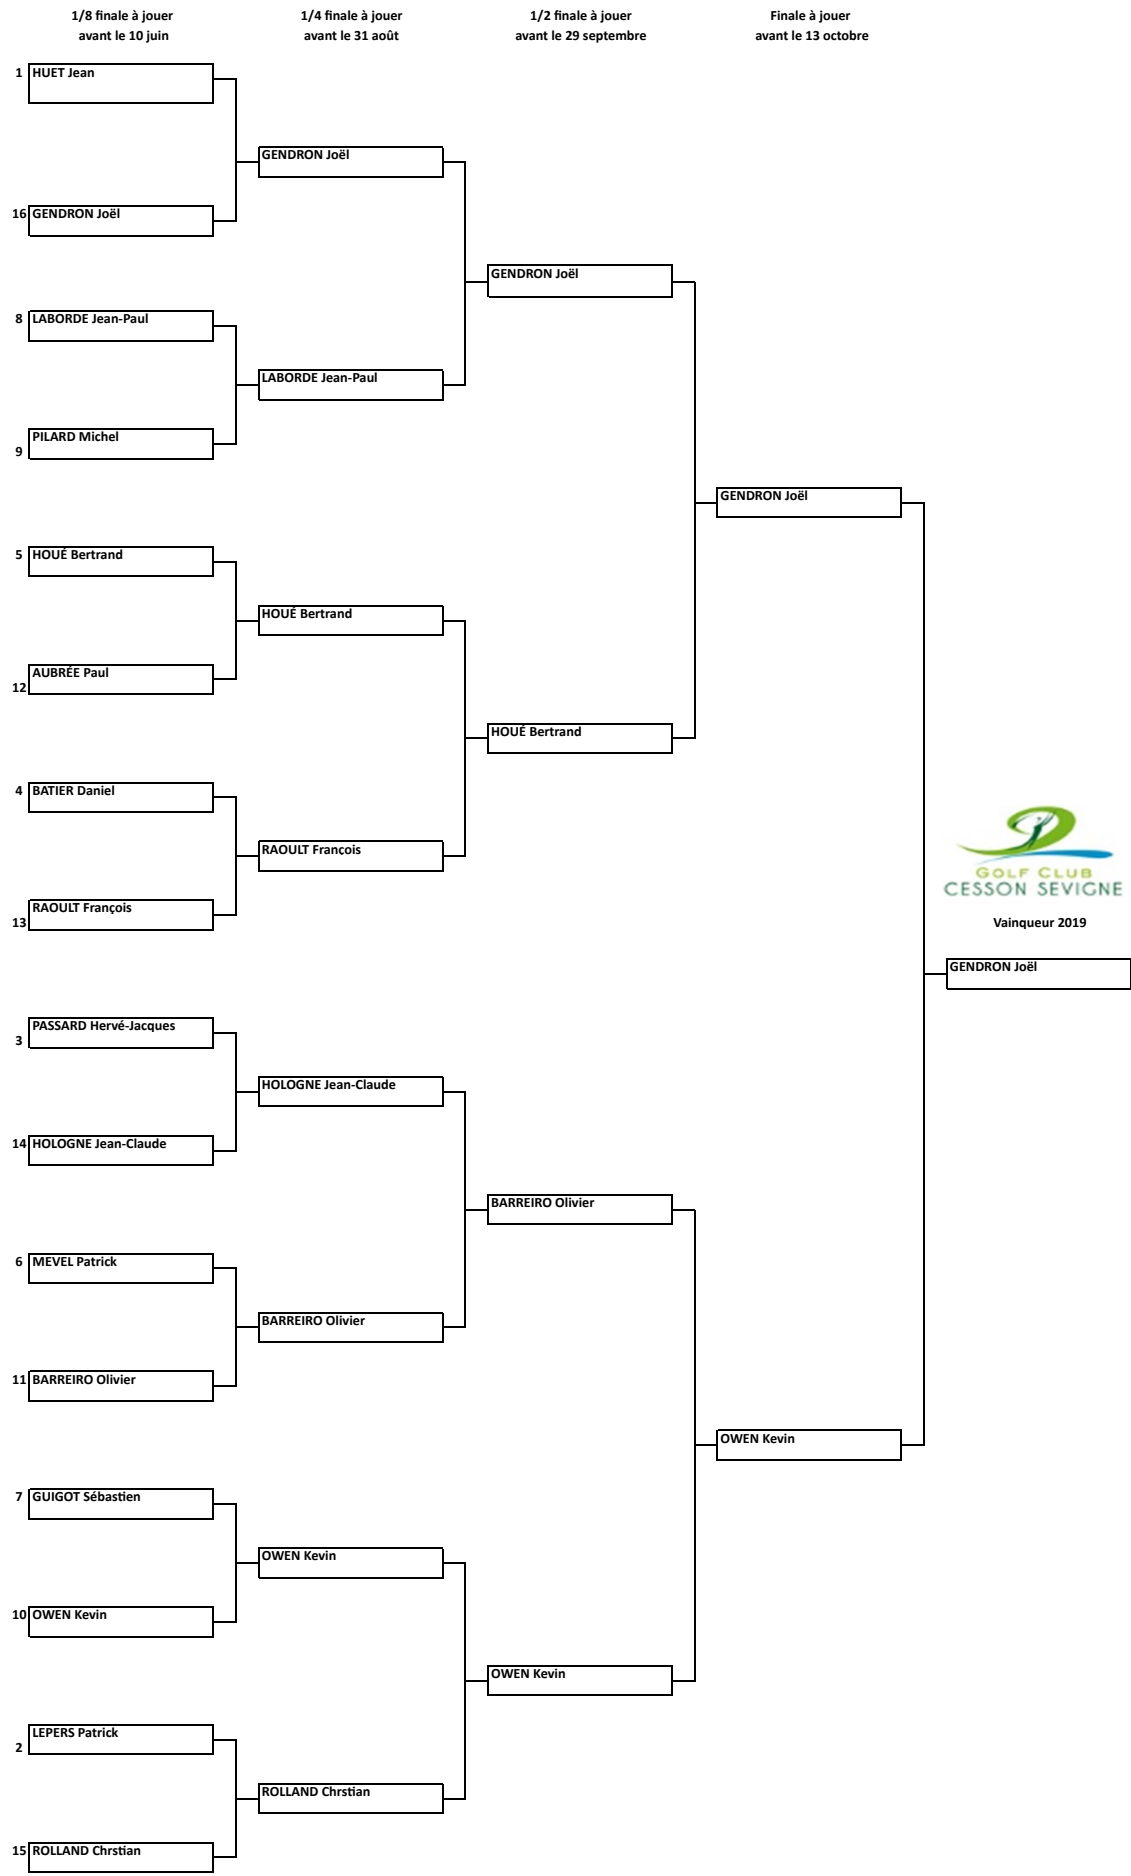 1/8 finale à jouer
avant le 10 juin
1/4 finale à jouer
avant le 31 août
1/2 finale à jouer
avant le 29 septembre
Finale à jouer
avant le 13 octobre
1 HUET Jean
GENDRON Joël
16 GENDRON Joël
GENDRON Joël
8 LABORDE Jean-Paul
LABORDE Jean-Paul
9 PILARD Michel
GENDRON Joël
5 HOUÉ Bertrand
HOUÉ Bertrand
12 AUBRÉE Paul
HOUÉ Bertrand
4 BATIER Daniel
RAOULT François
13 RAOULT François
GOLF CLUB
CESSON SEVIGNE
Vainqueur 2019
GENDRON Joël
3 PASSARD Hervé-Jacques
HOLOGNE Jean-Claude
14 HOLOGNE Jean-Claude
BARREIRO Olivier
6 MEVEL Patrick
BARREIRO Olivier
11 BARREIRO Olivier
OWEN Kevin
7 GUIGOT Sébastien
OWEN Kevin
10 OWEN Kevin
OWEN Kevin
2 LEPERS Patrick
ROLLAND Chrstian
15 ROLLAND Chrstian